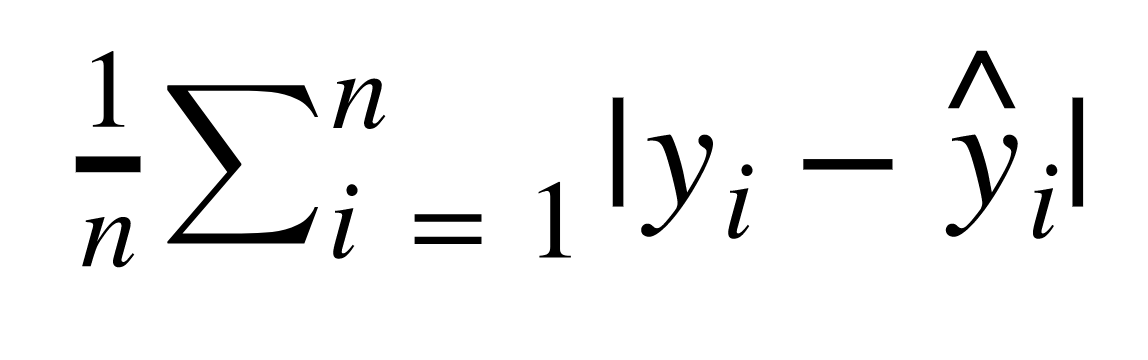 \frac{1}{n} \sum_{i=1}^{n} |y_i - \hat{y}_i|